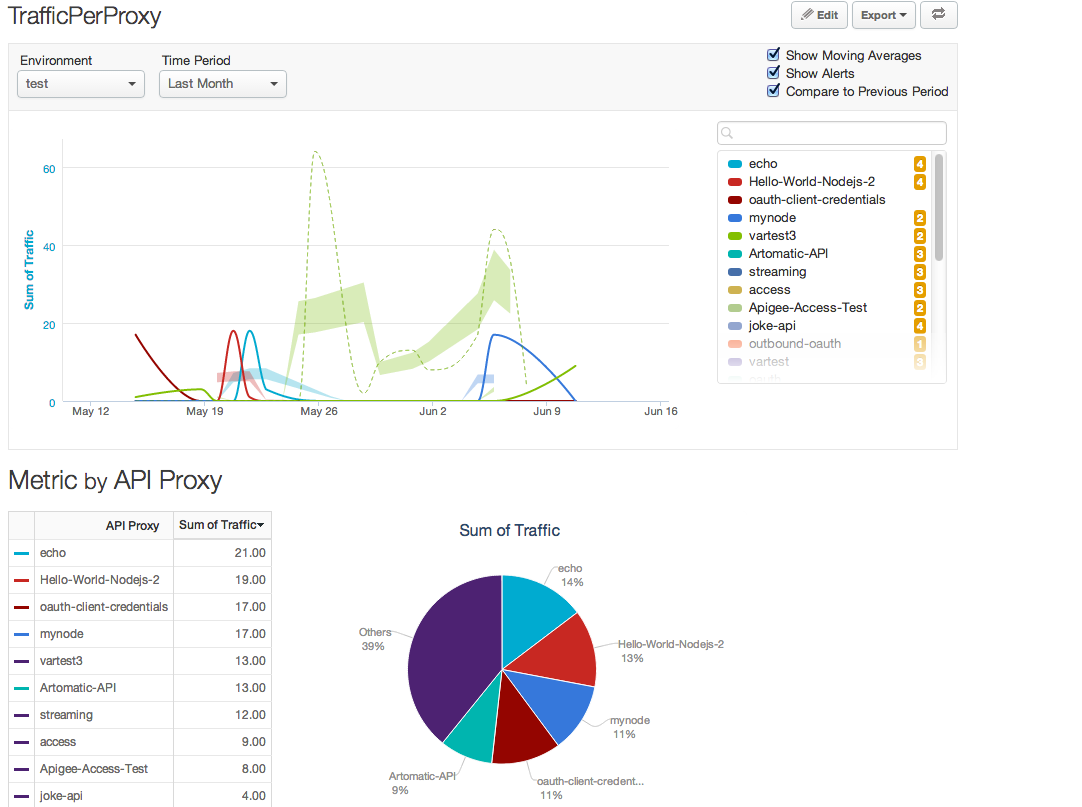 TrafficPerProxy
Edit
Export
Environment
Time Period
test
Last Month
Show Moving Averages
Show Alerts
Compare to Previous Period
Sum of Traffic
60
40
20
0
May 12
May 19
May 26
Jun 2
Jun 9
Jun 16
echo 4
Hello-World-Nodejs-2 4
oauth-client-credentials
mynode 2
vartest3 2
Artomatic-API 3
streaming 3
access 3
Apigee-Access-Test 2
joke-api 4
outbound-oauth 1
vartest
Metric by API Proxy
API Proxy Sum of Traffic
echo 21.00
Hello-World-Nodejs-2 19.00
oauth-client-credentials 17.00
mynode 17.00
vartest3 13.00
Artomatic-API 13.00
streaming 12.00
access 9.00
Apigee-Access-Test 8.00
joke-api 4.00
Sum of Traffic
echo
14%
Hello-World-Nodejs-2
13%
mynode
11%
oauth-client-credent...
11%
Artomatic-API
9%
Others
39%